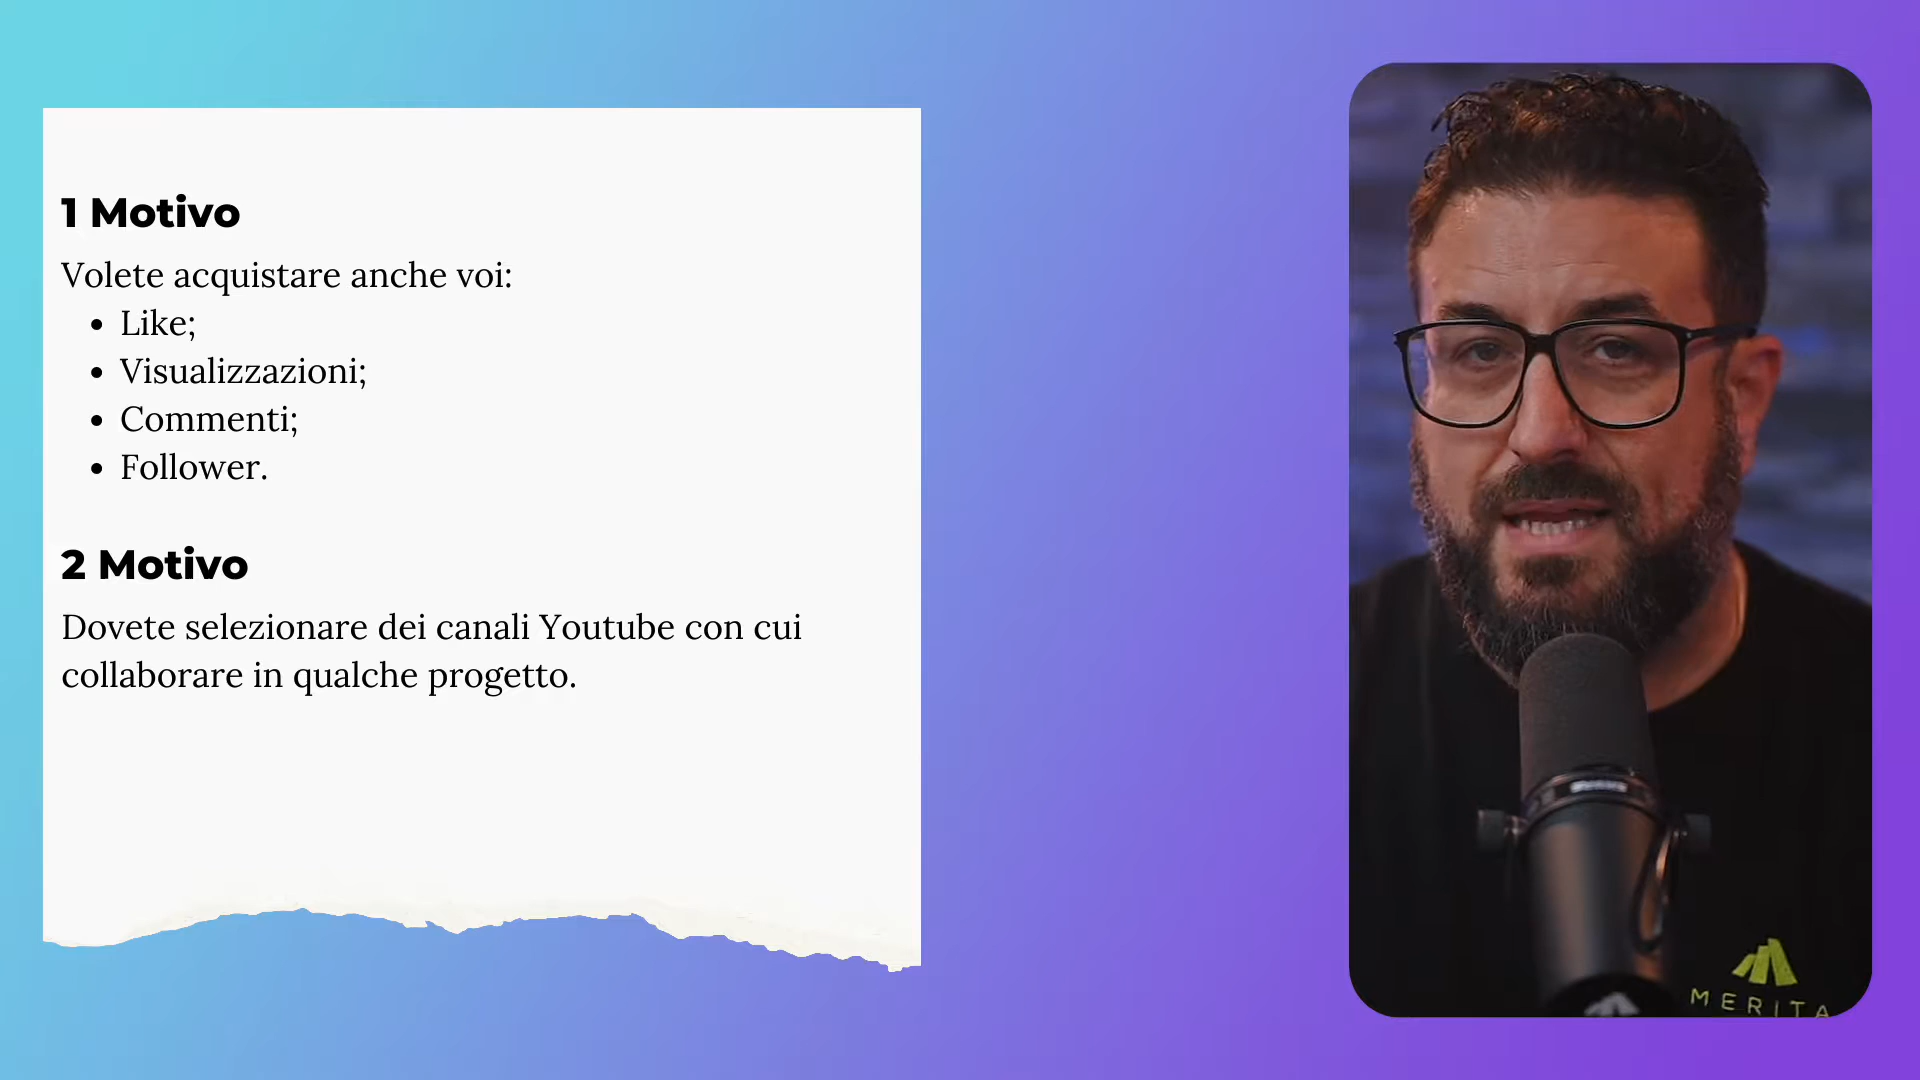 1 Motivo
Volete acquistare anche voi:
• Like;
• Visualizzazioni;
• Commenti;
• Follower.
2 Motivo
Dovete selezionare dei canali Youtube con cui
collaborare in qualche progetto.
MERITA